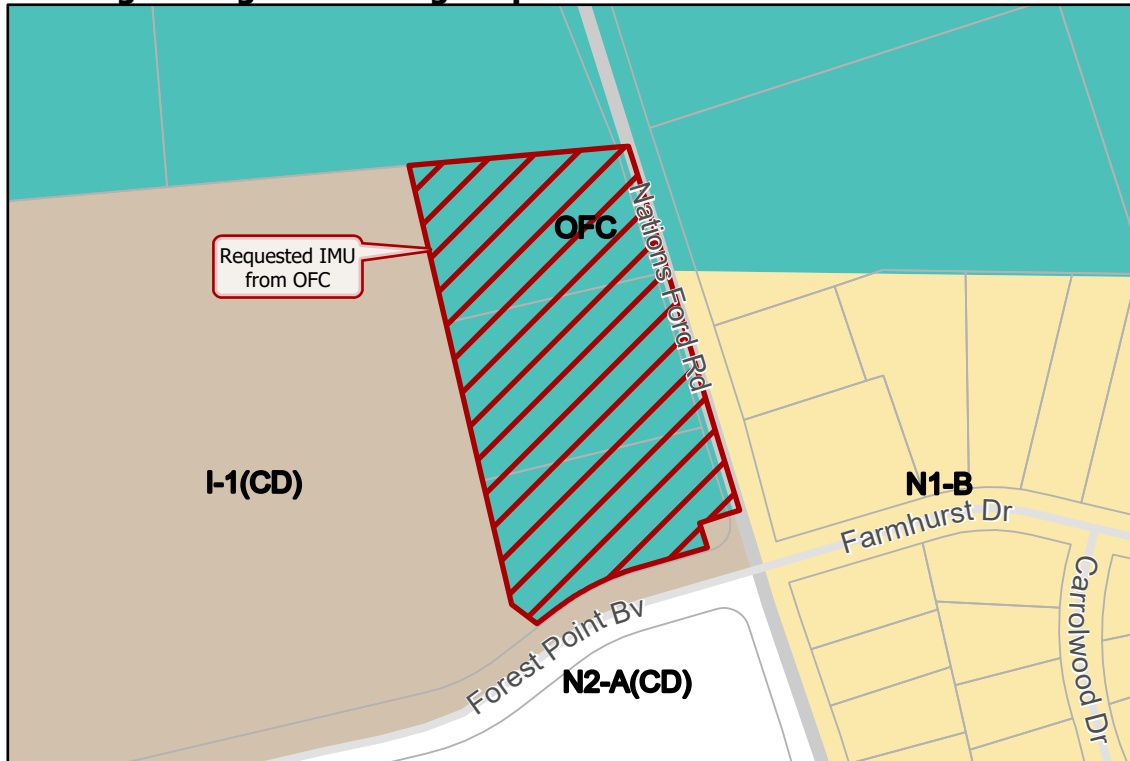 OFC
Nations Ford Rd
Requested IMU
from OFC
I-1(CD)
N1-B
Farmhurst Dr
Carrolwood Dr
Forest Point Bv
N2-A(CD)